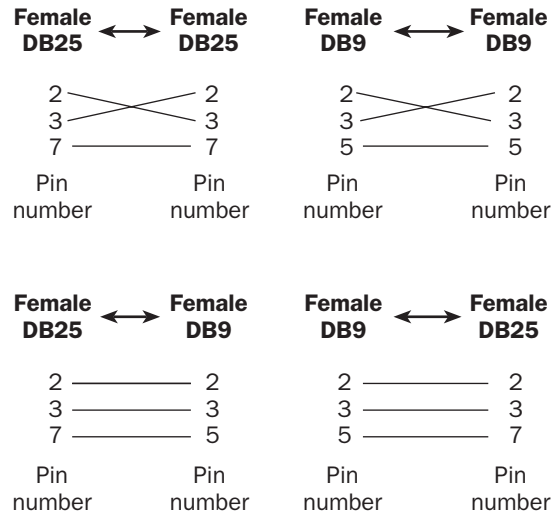 Female Female
DB25 DB25
2 2
3 3
7 7
Pin Pin
number number
Female Female
DB9 DB9
2 2
3 3
5 5
Pin Pin
number number
Female Female
DB25 DB9
2 2
3 3
7 5
Pin Pin
number number
Female Female
DB9 DB25
2 2
3 3
5 7
Pin Pin
number number